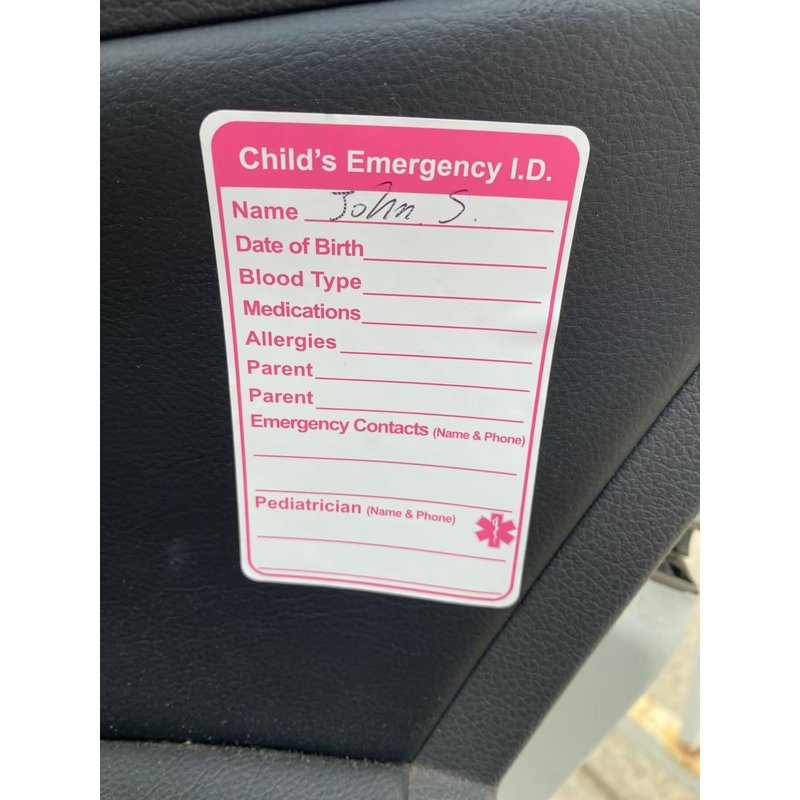 Child's Emergency I.D.
Name John S.
Date of Birth
Blood Type
Medications
Allergies
Parent
Parent
Emergency Contacts (Name & Phone)
Pediatrician (Name & Phone)